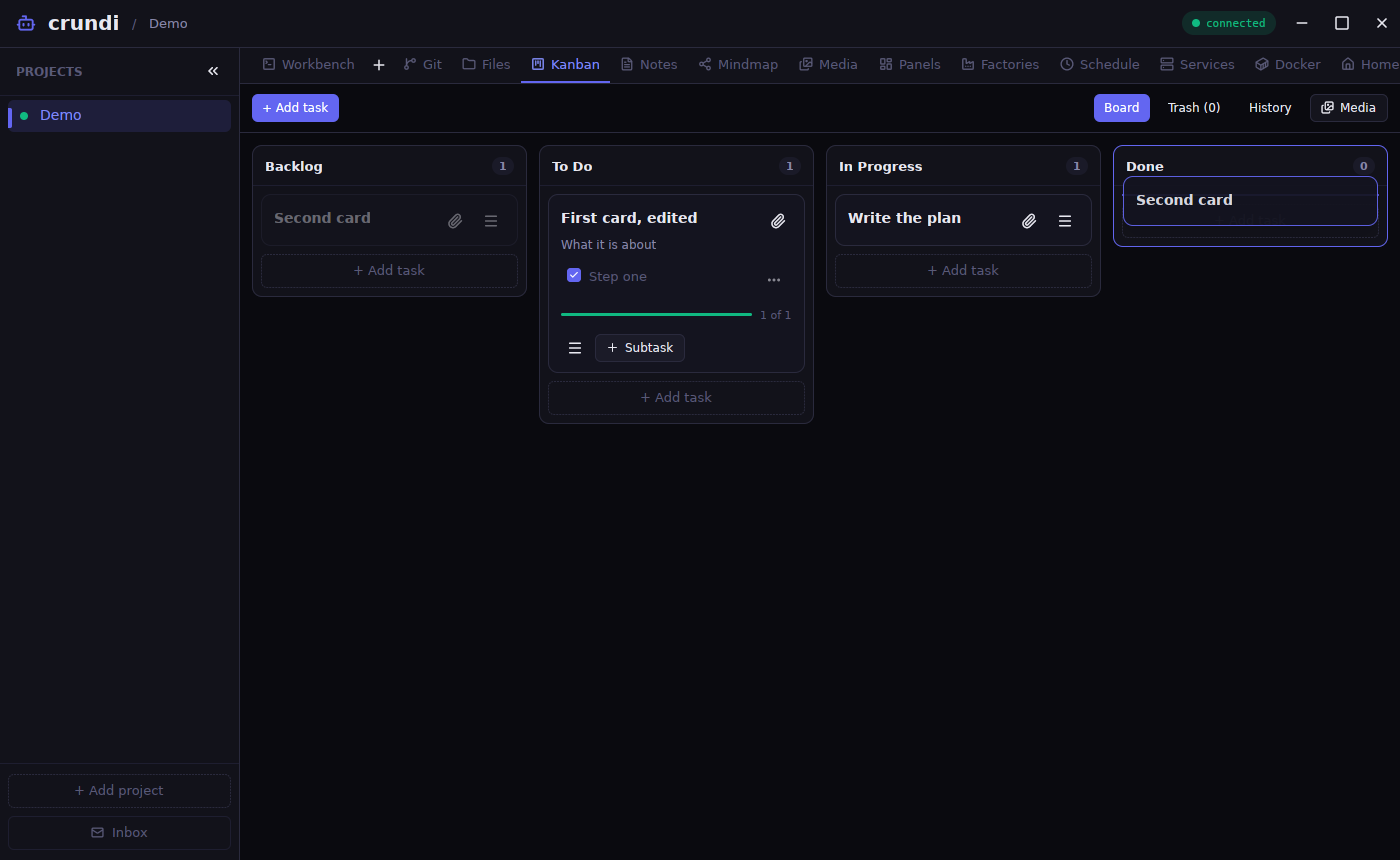 crundi / Demo
connected
PROJECTS
Demo
+ Add project
Inbox
Workbench
Git
Files
Kanban
Notes
Mindmap
Media
Panels
Factories
Schedule
Services
Docker
Home
+ Add task
Board
Trash (0)
History
Media
Backlog 1
Second card
+ Add task
To Do 1
First card, edited
What it is about
Step one
1 of 1
+ Subtask
+ Add task
In Progress 1
Write the plan
+ Add task
Done 0
Second card
+ Add task